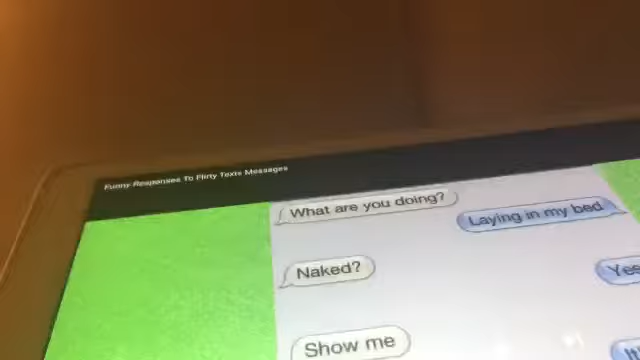 Funny Responses To Flirty Texts Messages
What are you doing?
Laying in my bed
Naked?
Yes
Show me